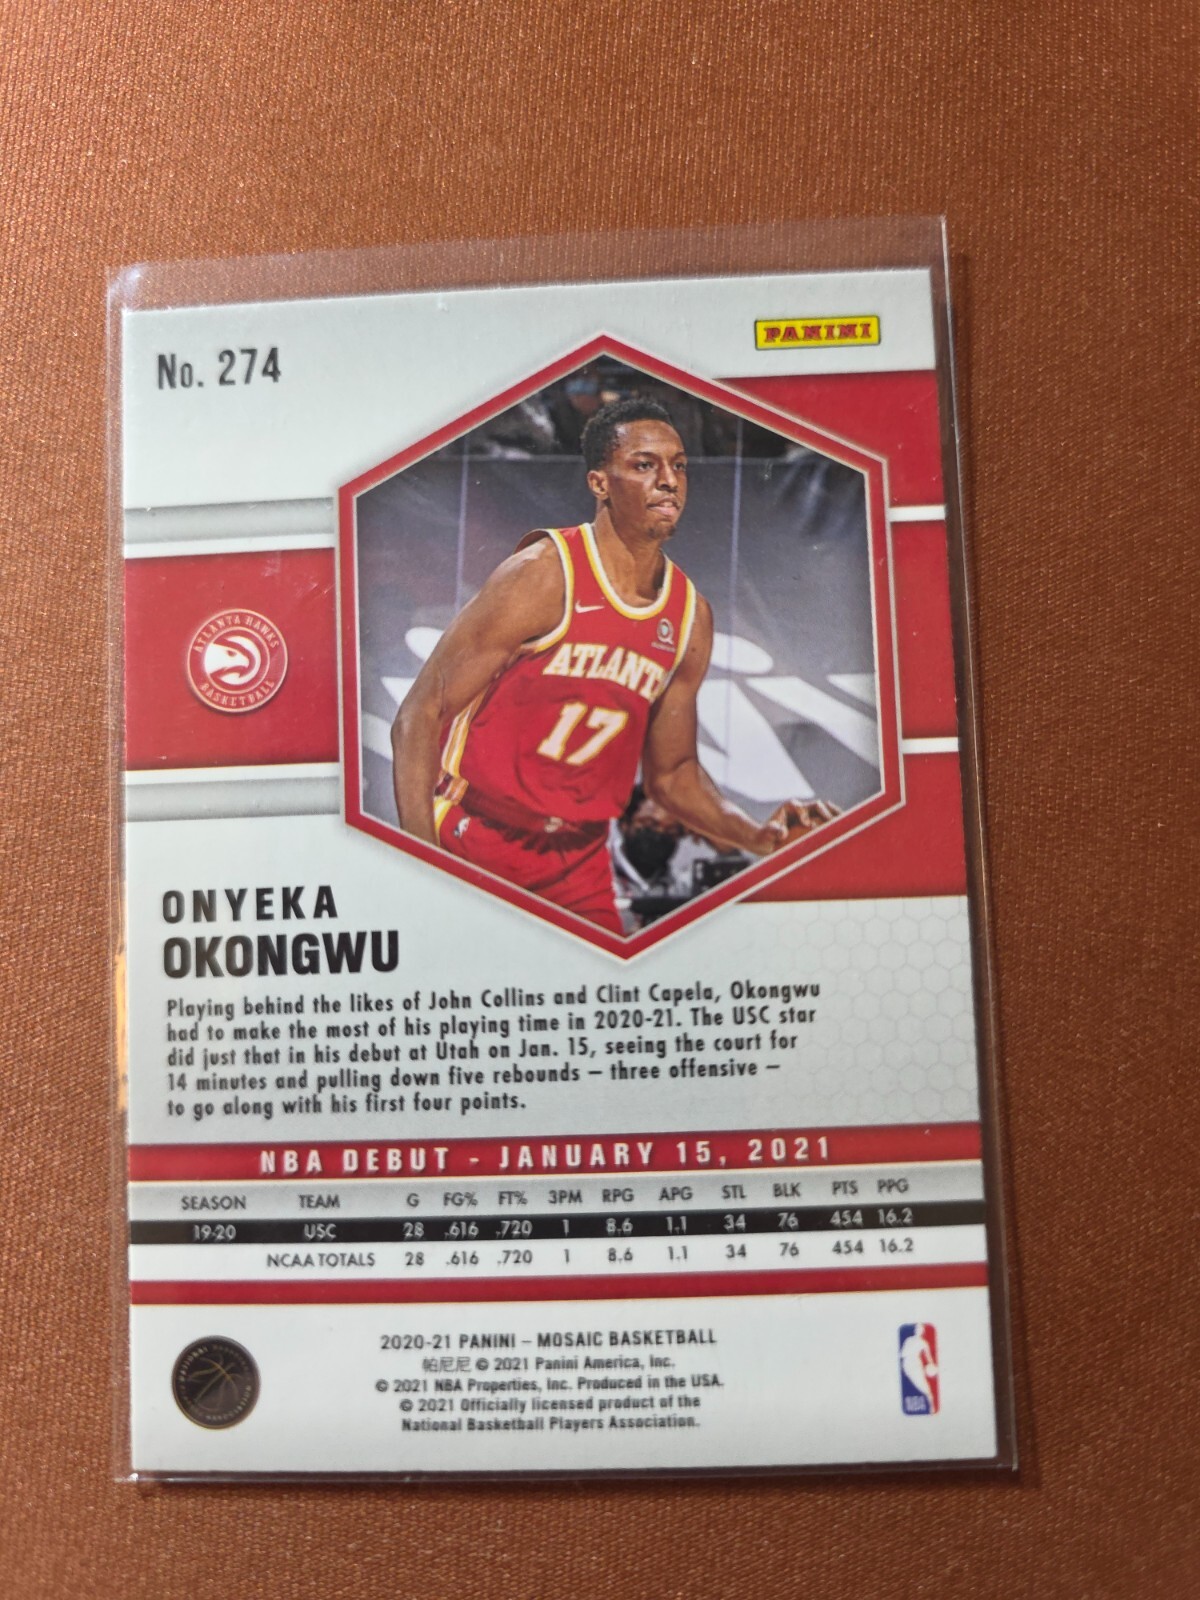 No. 274
PANINI
ATLANTA HAWKS
BASKETBALL
ATLANT
17
ONYEKA
OKONGWU
Playing behind the likes of John Collins and Clint Capela, Okongwu
had to make the most of his playing time in 2020-21. The USC star
did just that in his debut at Utah on Jan. 15, seeing the court for
14 minutes and pulling down five rebounds – three offensive –
to go along with his first four points.
NBA DEBUT - JANUARY 15, 2021
SEASON TEAM G FG% FT% 3PM RPG APG STL BLK PTS PPG
19-20 USC 28 .616 .720 1 8.6 1.1 34 76 454 16.2
NCAA TOTALS 28 .616 .720 1 8.6 1.1 34 76 454 16.2
2020-21 PANINI – MOSAIC BASKETBALL
帕尼尼 © 2021 Panini America, Inc.
© 2021 NBA Properties, Inc. Produced in the USA.
© 2021 Officially licensed product of the
National Basketball Players Association.
NBA